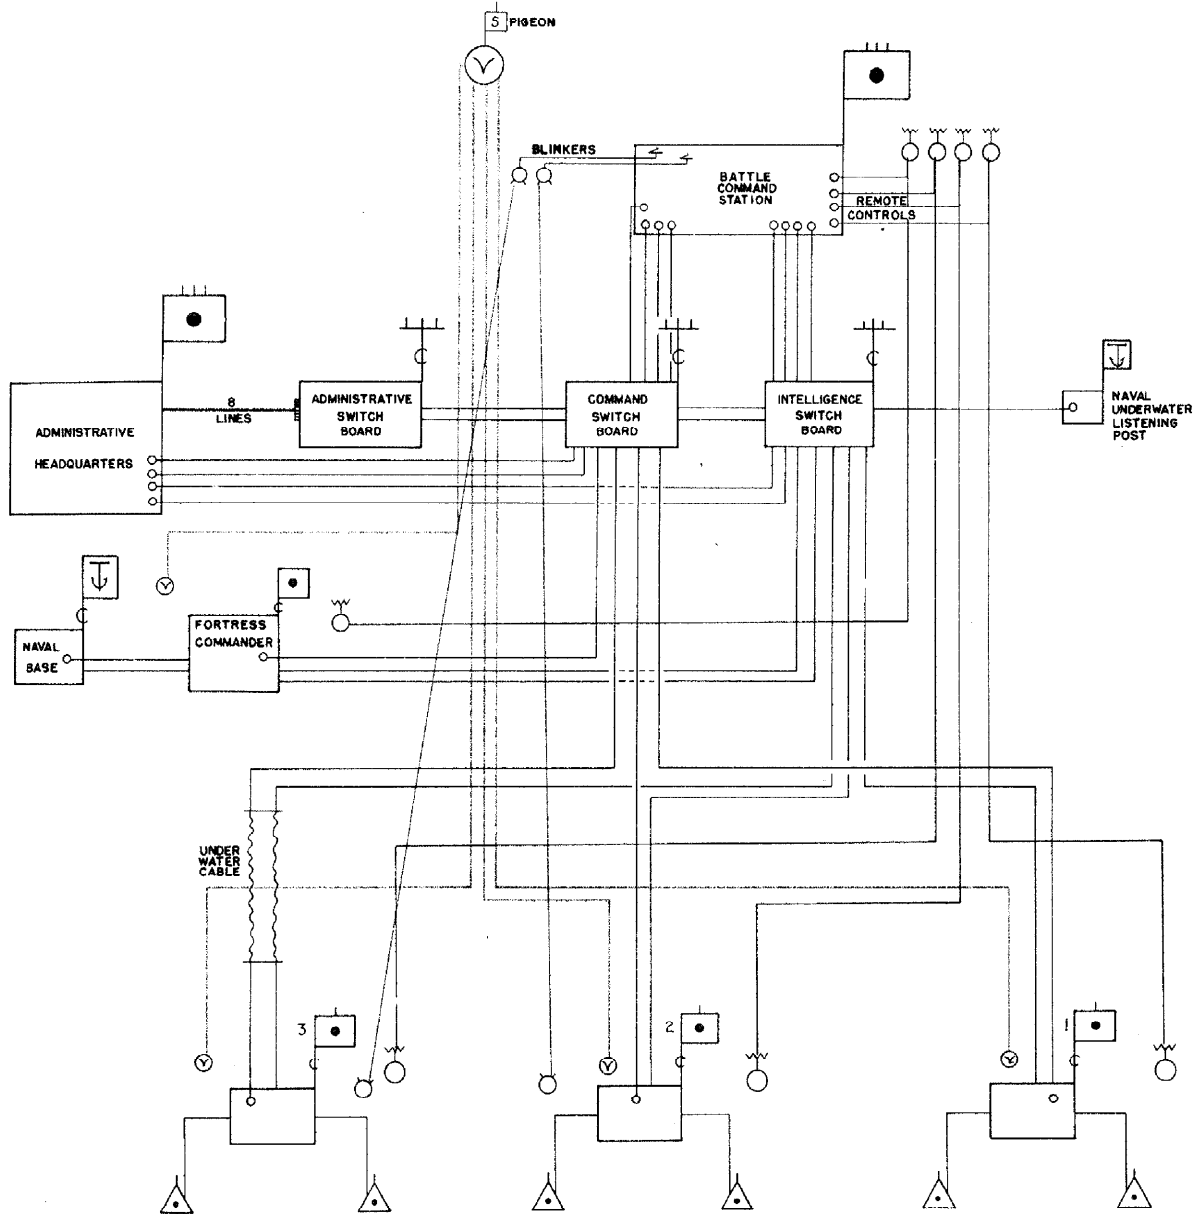 5 PIGEON
BLINKERS
BATTLE
COMMAND
STATION
REMOTE
CONTROLS
8
LINES
ADMINISTRATIVE
SWITCH
BOARD
COMMAND
SWITCH
BOARD
INTELLIGENCE
SWITCH
BOARD
NAVAL
UNDERWATER
LISTENING
POST
ADMINISTRATIVE
HEADQUARTERS
NAVAL
BASE
FORTRESS
COMMANDER
UNDER
WATER
CABLE
3
2
1